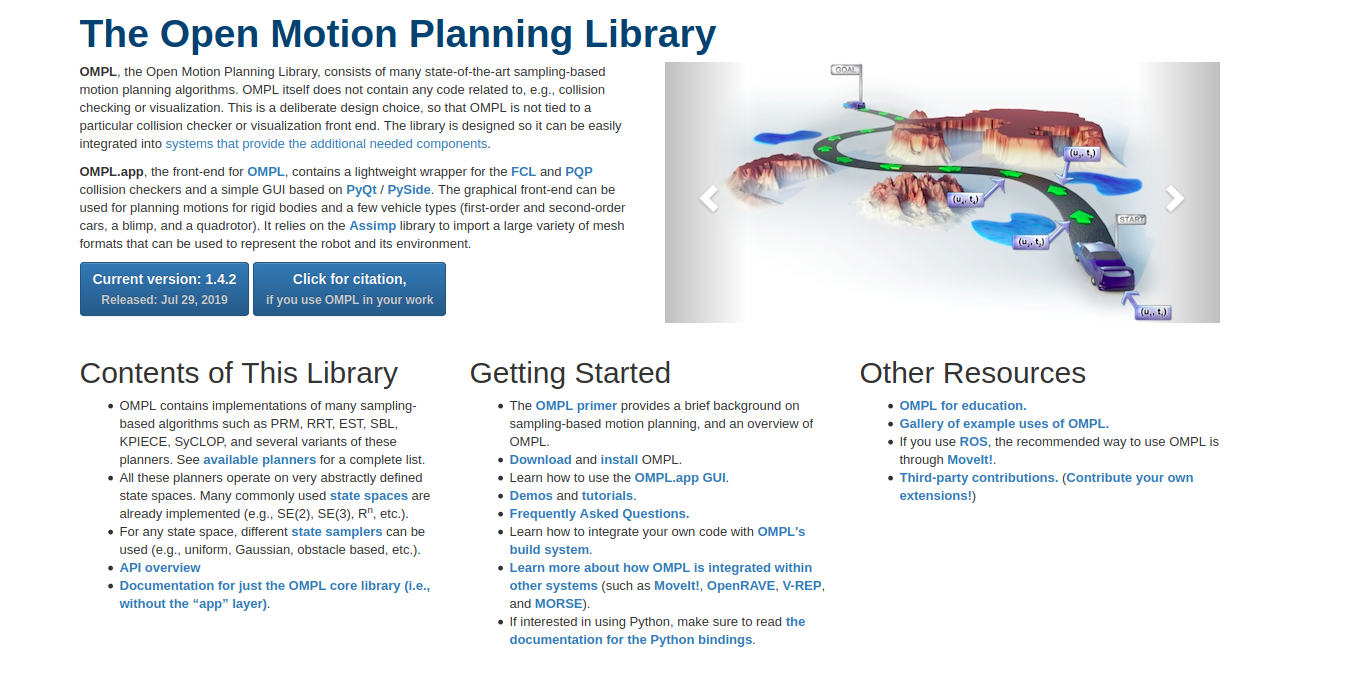 The Open Motion Planning Library
OMPL, the Open Motion Planning Library, consists of many state-of-the-art sampling-based
motion planning algorithms. OMPL itself does not contain any code related to, e.g., collision
checking or visualization. This is a deliberate design choice, so that OMPL is not tied to a
particular collision checker or visualization front end. The library is designed so it can be easily
integrated into systems that provide the additional needed components.
OMPL.app, the front-end for OMPL, contains a lightweight wrapper for the FCL and PQP
collision checkers and a simple GUI based on PyQt / PySide. The graphical front-end can be
used for planning motions for rigid bodies and a few vehicle types (first-order and second-order
cars, a blimp, and a quadrotor). It relies on the Assimp library to import a large variety of mesh
formats that can be used to represent the robot and its environment.
Current version: 1.4.2
Released: Jul 29, 2019
Click for citation,
if you use OMPL in your work
GOAL
START
Contents of This Library
• OMPL contains implementations of many sampling-
based algorithms such as PRM, RRT, EST, SBL,
KPIECE, SyCLOP, and several variants of these
planners. See available planners for a complete list.
• All these planners operate on very abstractly defined
state spaces. Many commonly used state spaces are
already implemented (e.g., SE(2), SE(3), Rⁿ, etc.).
• For any state space, different state samplers can be
used (e.g., uniform, Gaussian, obstacle based, etc.).
• API overview
• Documentation for just the OMPL core library (i.e.,
without the “app” layer).
Getting Started
• The OMPL primer provides a brief background on
sampling-based motion planning, and an overview of
OMPL.
• Download and install OMPL.
• Learn how to use the OMPL.app GUI.
• Demos and tutorials.
• Frequently Asked Questions.
• Learn how to integrate your own code with OMPL's
build system.
• Learn more about how OMPL is integrated within
other systems (such as MoveIt!, OpenRAVE, V-REP,
and MORSE).
• If interested in using Python, make sure to read the
documentation for the Python bindings.
Other Resources
• OMPL for education.
• Gallery of example uses of OMPL.
• If you use ROS, the recommended way to use OMPL is
through MoveIt!.
• Third-party contributions. (Contribute your own
extensions!)